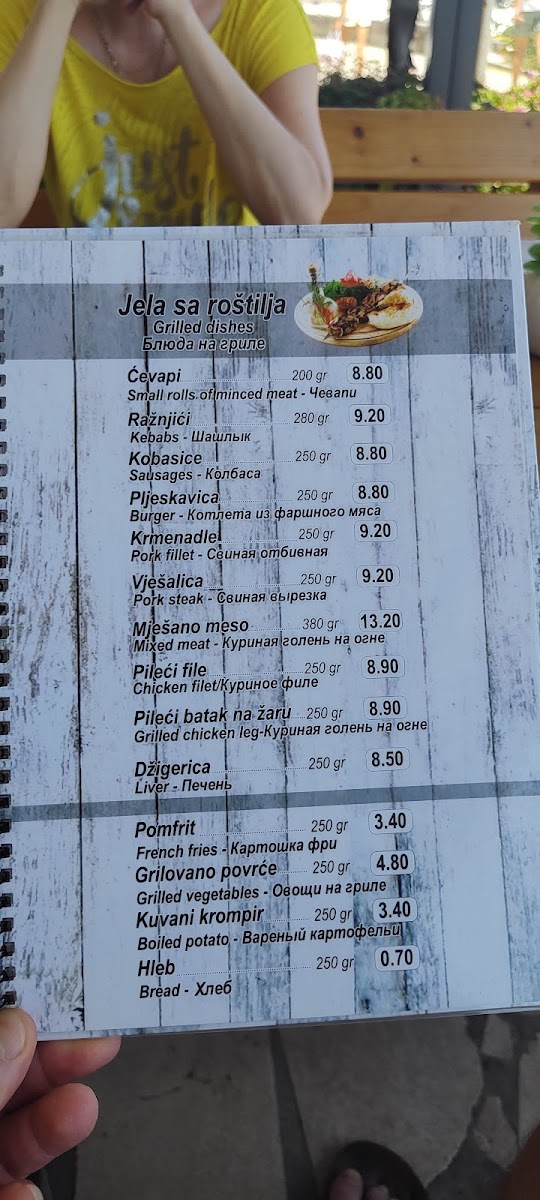 Just
Jela sa roštilja
Grilled dishes
Блюда на гриле
Ćevapi 200 gr 8.80
Small rolls of minced meat - Чевапи
Ražnjići 280 gr 9.20
Kebabs - Шашлык
Kobasice 250 gr 8.80
Sausages - Колбаса
Pljeskavica 250 gr 8.80
Burger - Котлета из фаршного мяса
Krmenadle 250 gr 9.20
Pork fillet - Свиная отбивная
Vješalica 250 gr 9.20
Pork steak - Свиная вырезка
Mješano meso 380 gr 13.20
Mixed meat - Куриная голень на огне
Pileći file 250 gr 8.90
Chicken filet/Куриное филе
Pileći batak na žaru 250 gr 8.90
Grilled chicken leg-Куриная голень на огне
Džigerica 250 gr 8.50
Liver - Печень
Pomfrit 250 gr 3.40
French fries - Картошка фри
Grilovano povrće 250 gr 4.80
Grilled vegetables - Овощи на гриле
Kuvani krompir 250 gr 3.40
Boiled potato - Вареный картофельи
Hleb 250 gr 0.70
Bread - Хлеб